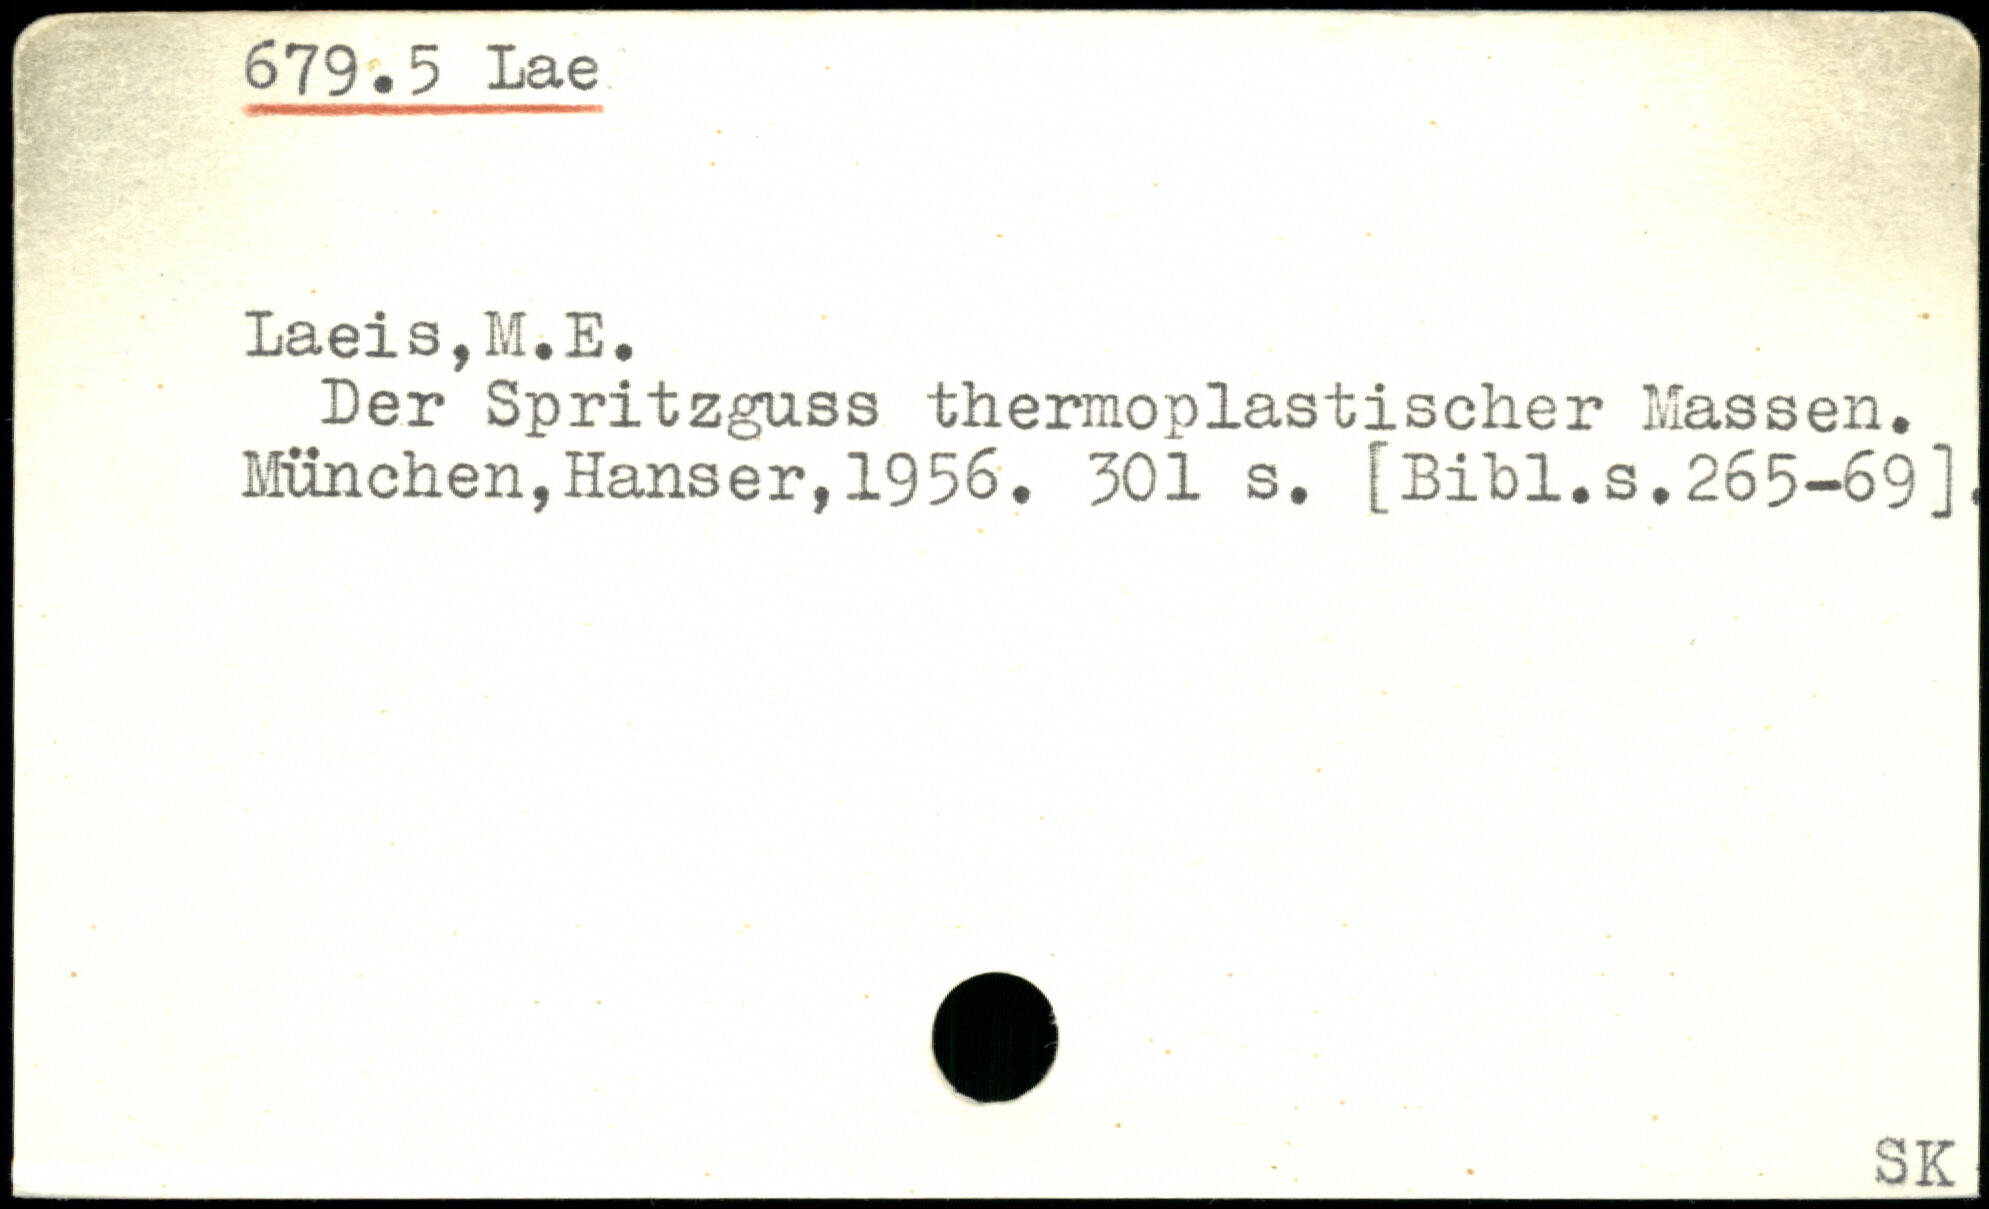 679.5 Lae
Laeis,M.E.
Der Spritzguss thermoplastischer Massen.
München,Hanser,1956. 301 s. [Bibl.s.265-69].
SK